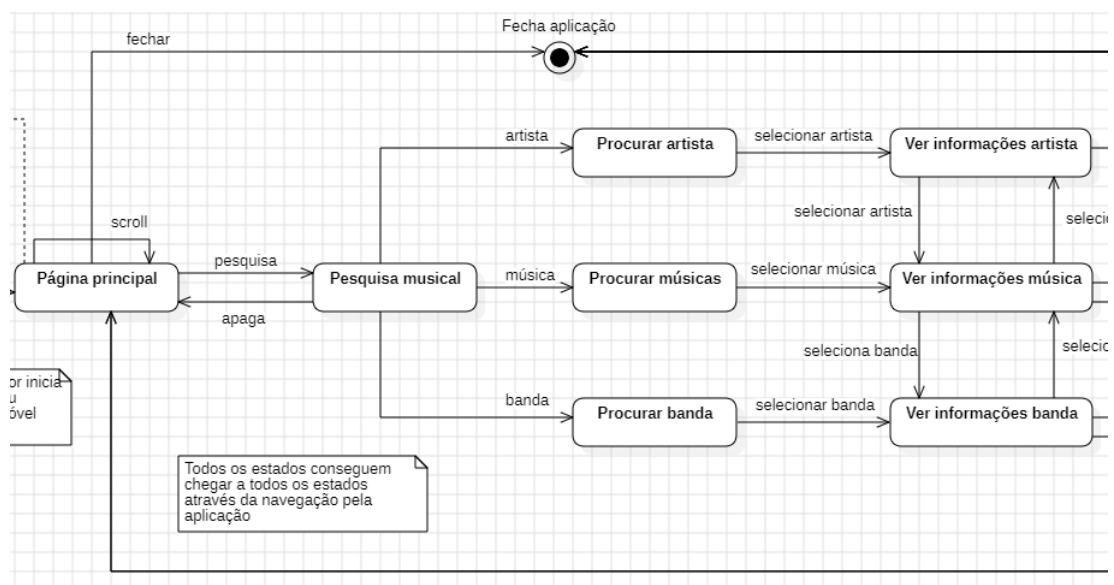 Fecha aplicação
fechar
artista
Procurar artista
selecionar artista
Ver informações artista
selecionar artista
scroll
Página principal
pesquisa
apaga
Pesquisa musical
música
Procurar músicas
selecionar música
Ver informações música
seleciona banda
banda
Procurar banda
selecionar banda
Ver informações banda
inicia
Todos os estados conseguem
chegar a todos os estados
através da navegação pela
aplicação